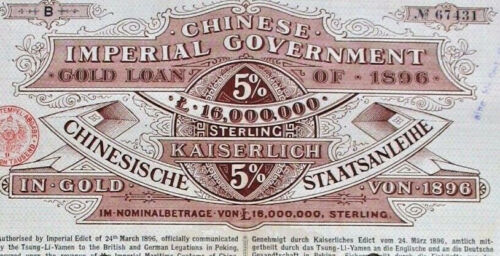 B
№ 67431
CHINESE
IMPERIAL GOVERNMENT
GOLD LOAN 5% OF 1896
£16,000,000
STERLING
KAISERLICH
CHINESISCHE STAATSANLEIHE
5%
IN GOLD VON 1896
IM NOMINALBETRAGE VON £16,000,000, STERLING.
uthorised by Imperial Edict of 24th March 1896, officially communicated
y the Tsung-Li-Yamen to the British and German Legations in Peking,
Genehmigt durch Kaiserliches Edict vom 24. März 1896, amtlich mit-
getheilt durch das Tsung-Li-Yamen an die Englische und an die Deutsche